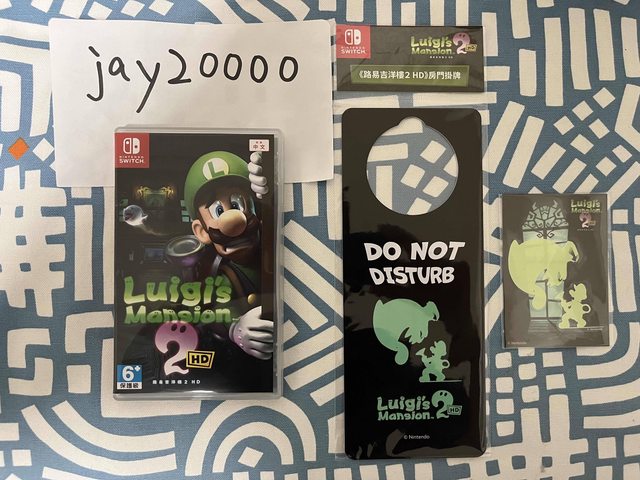 jay20000
NINTENDO
SWITCH
中文
Luigi's
Mansion
2 HD
6+
保護級
路易吉洋樓 2 HD
NINTENDO
SWITCH
Luigi's
Mansion 2 HD
《路易吉洋樓2 HD》房門掛牌
DO NOT
DISTURB
Luigi's
Mansion 2 HD
© Nintendo
Luigi's
Mansion
2 HD
© Nintendo